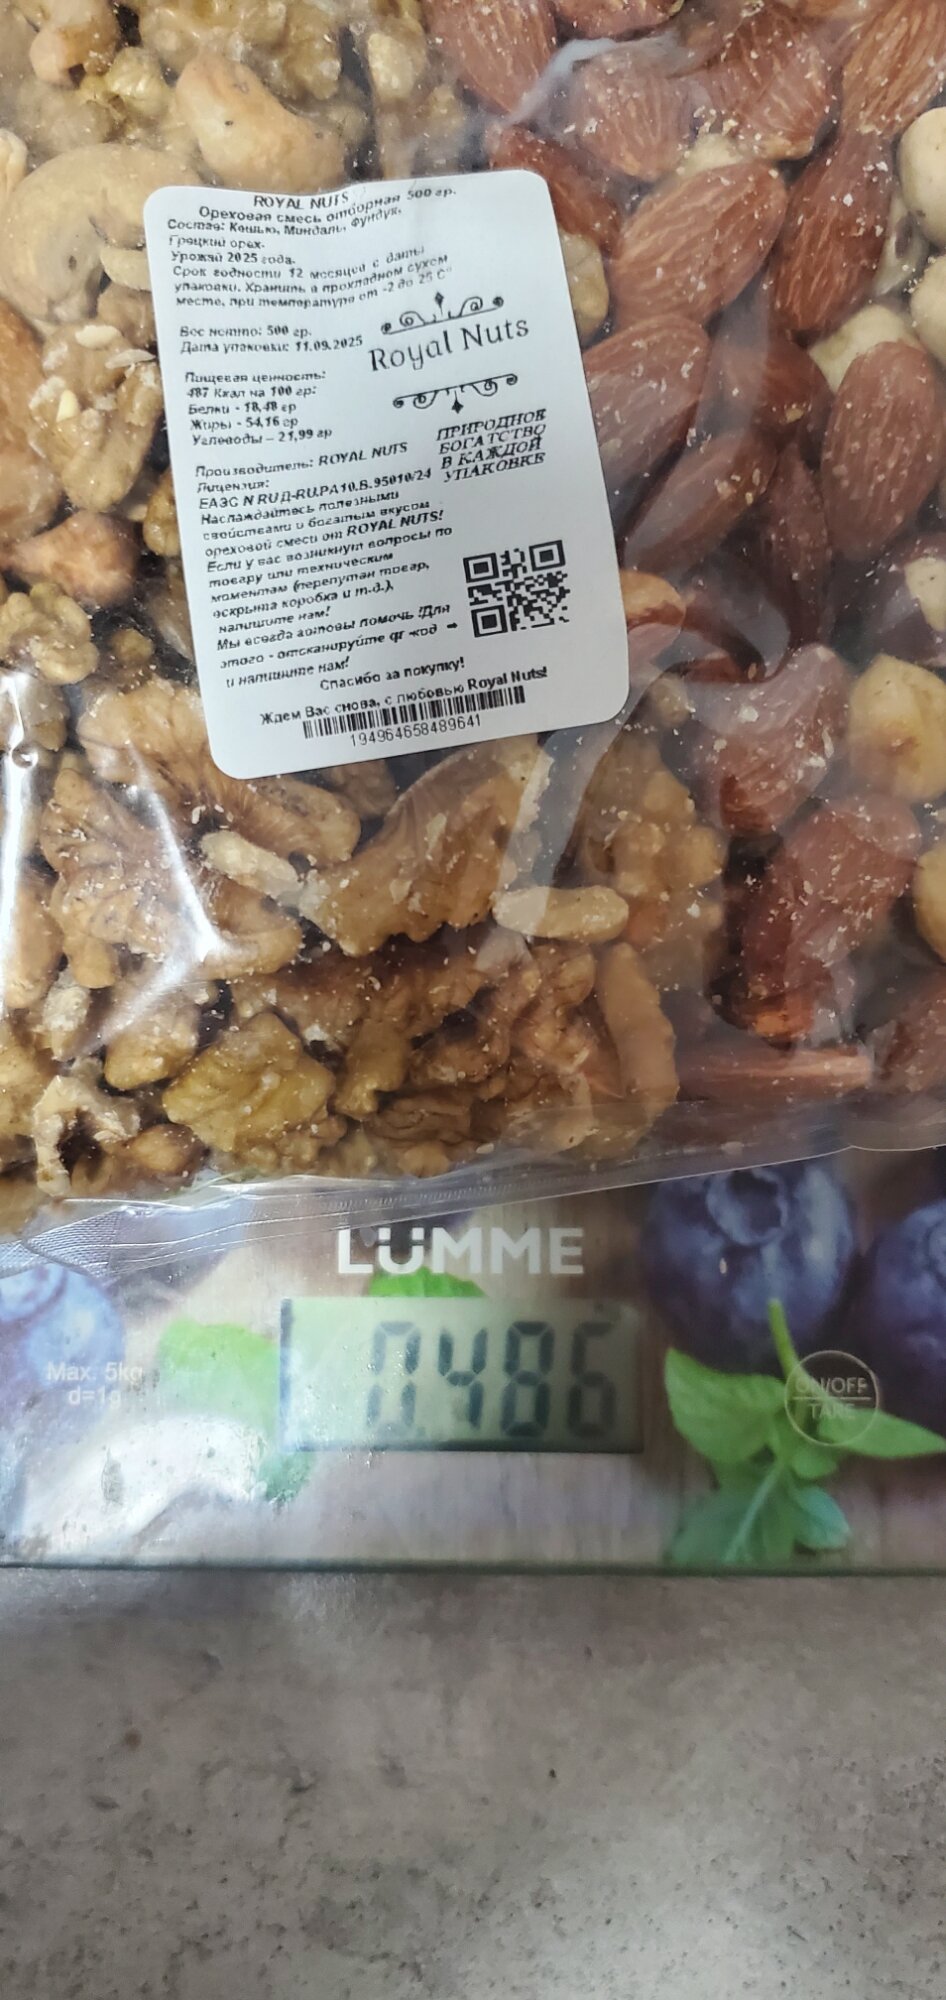 ROYAL NUTS
Ореховая смесь отборная 500 гр.
Состав: Кешью, Миндаль, Фундук,
Грецкий орех.
Урожай 2025 года.
Срок годности 12 месяцев с даты
упаковки. Хранить в прохладном сухом
месте, при температуре от -2 до 25 С°
Вес нетто: 500 гр.
Дата упаковки: 11.09.2025
Royal Nuts
Пищевая ценность:
487 Ккал на 100 гр:
Белки - 18,48 гр
Жиры - 54,16 гр
Углеводы – 21,99 гр
ПРИРОДНОЕ
БОГАТСТВО
В КАЖДОЙ
УПАКОВКЕ
Производитель: ROYAL NUTS
Лицензия:
ЕАЭС N RU Д-RU.РА10.В.95010/24
Наслаждайтесь полезными
свойствами и богатым вкусом
ореховой смеси от ROYAL NUTS!
Если у вас возникнут вопросы по
товару или техническим
моментам (перепутан товар,
вскрыта коробка и т.д.),
напишите нам!
Мы всегда готовы помочь !Для
этого - отсканируйте qr -код →
и напишите нам!
Спасибо за покупку!
Ждем Вас снова, с любовью Royal Nuts!
194964658489641
LÜMME
0.486
Max. 5kg
d=1g
ON/OFF
TARE